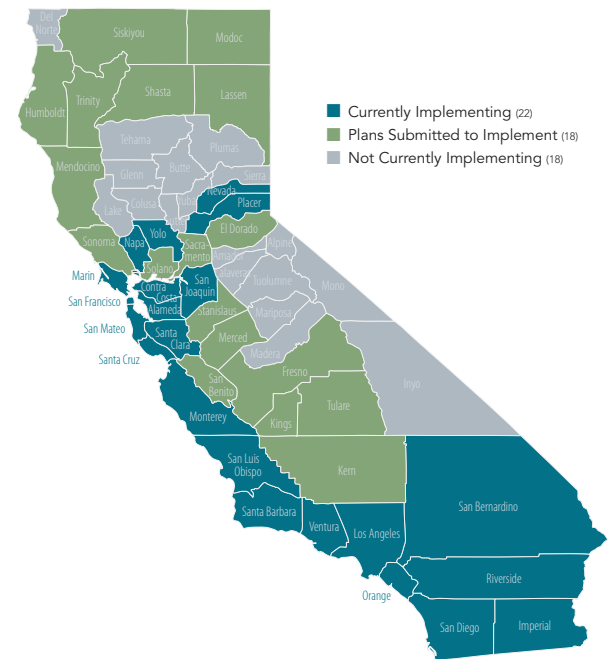 Del
Norte
Siskiyou
Modoc
Humboldt
Trinity
Shasta
Lassen
Currently Implementing (22)
Plans Submitted to Implement (18)
Not Currently Implementing (18)
Tehama
Plumas
Mendocino
Glenn
Butte
Sierra
Lake
Colusa
Yuba
Nevada
Placer
Sonoma
Napa
Yolo
Sacra-
mento
El Dorado
Alpine
Amador
Solano
Calaveras
Marin
Contra
Costa
San
Joaquin
Tuolumne
Mono
San Francisco
Alameda
Stanislaus
Mariposa
San Mateo
Santa
Clara
Merced
Madera
Santa Cruz
Fresno
San
Benito
Inyo
Monterey
Kings
Tulare
San Luis
Obispo
Kern
San Bernardino
Santa Barbara
Ventura
Los Angeles
Orange
Riverside
San Diego
Imperial